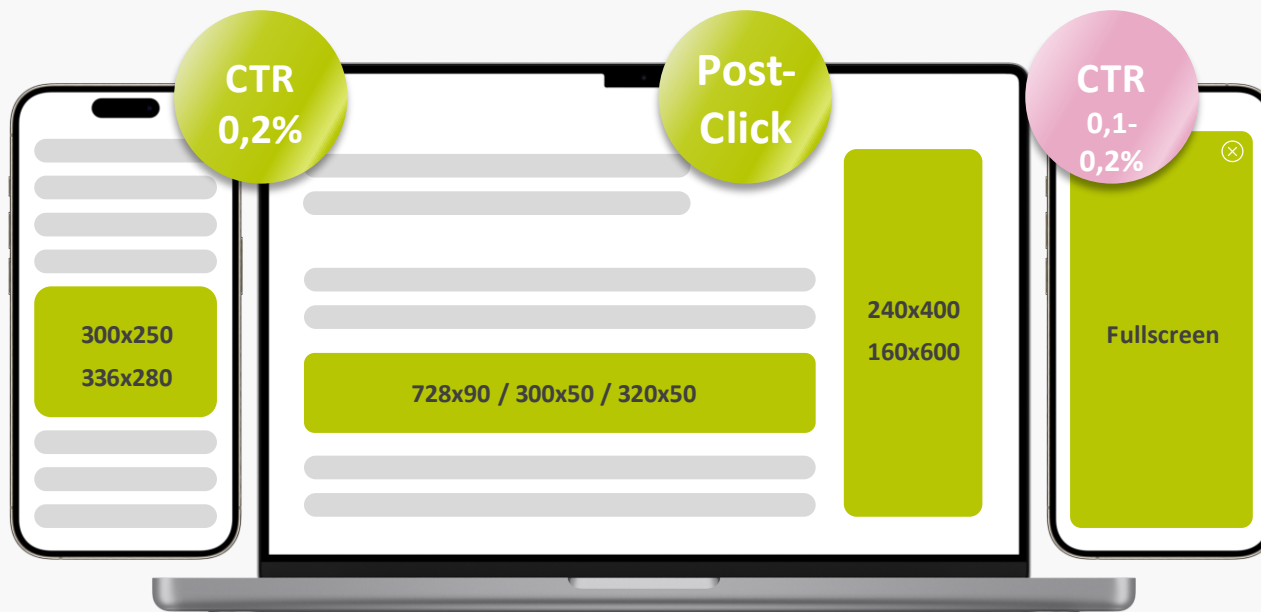 CTR
0,2%
Post-
Click
CTR
0,1-
0,2%
300x250
336x280
728x90 / 300x50 / 320x50
240x400
160x600
Fullscreen